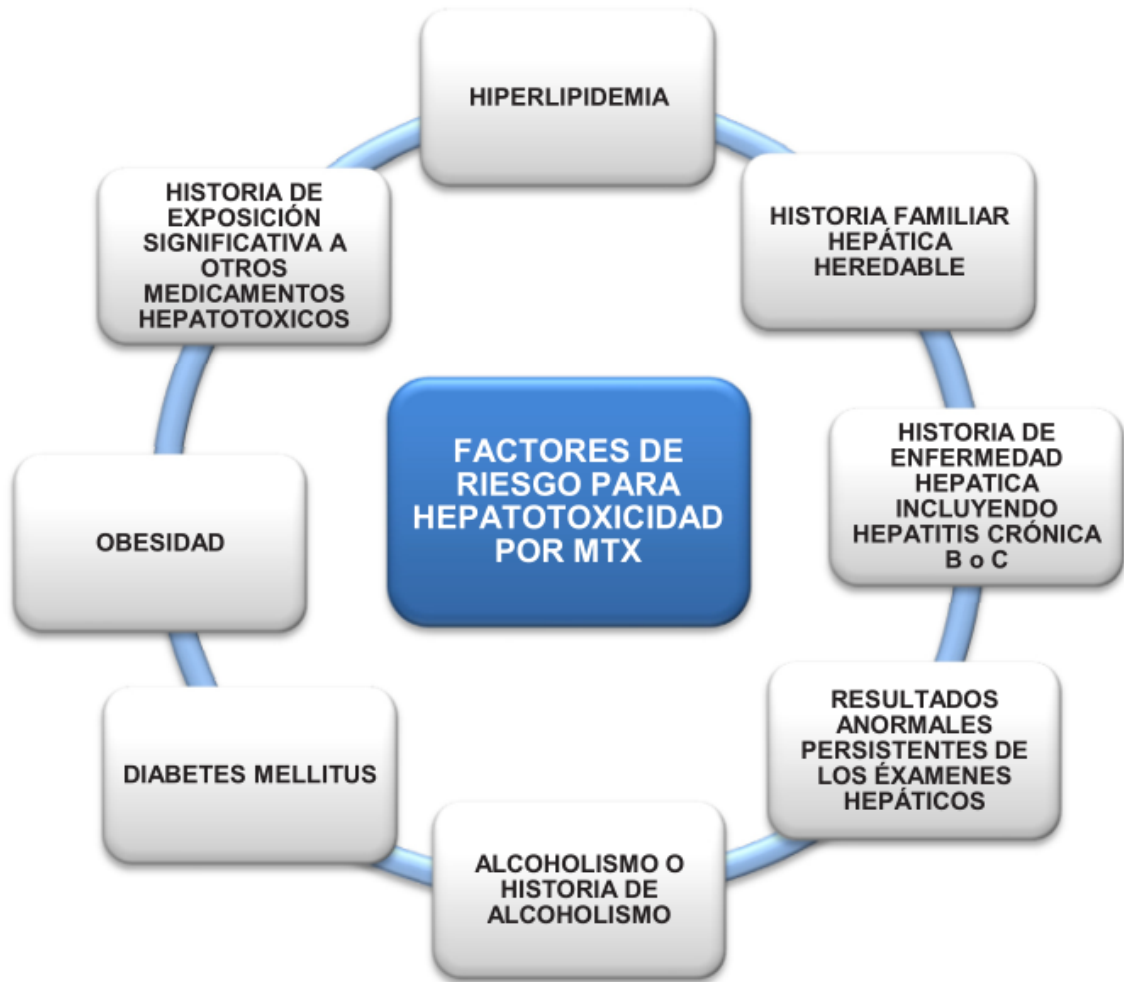 HIPERLIPIDEMIA
HISTORIA FAMILIAR
HEPÁTICA
HEREDABLE
HISTORIA DE
ENFERMEDAD
HEPATICA
INCLUYENDO
HEPATITIS CRÓNICA
B o C
RESULTADOS
ANORMALES
PERSISTENTES DE
LOS ÉXAMENES
HEPÁTICOS
ALCOHOLISMO O
HISTORIA DE
ALCOHOLISMO
DIABETES MELLITUS
OBESIDAD
HISTORIA DE
EXPOSICIÓN
SIGNIFICATIVA A
OTROS
MEDICAMENTOS
HEPATOTOXICOS
FACTORES DE
RIESGO PARA
HEPATOTOXICIDAD
POR MTX